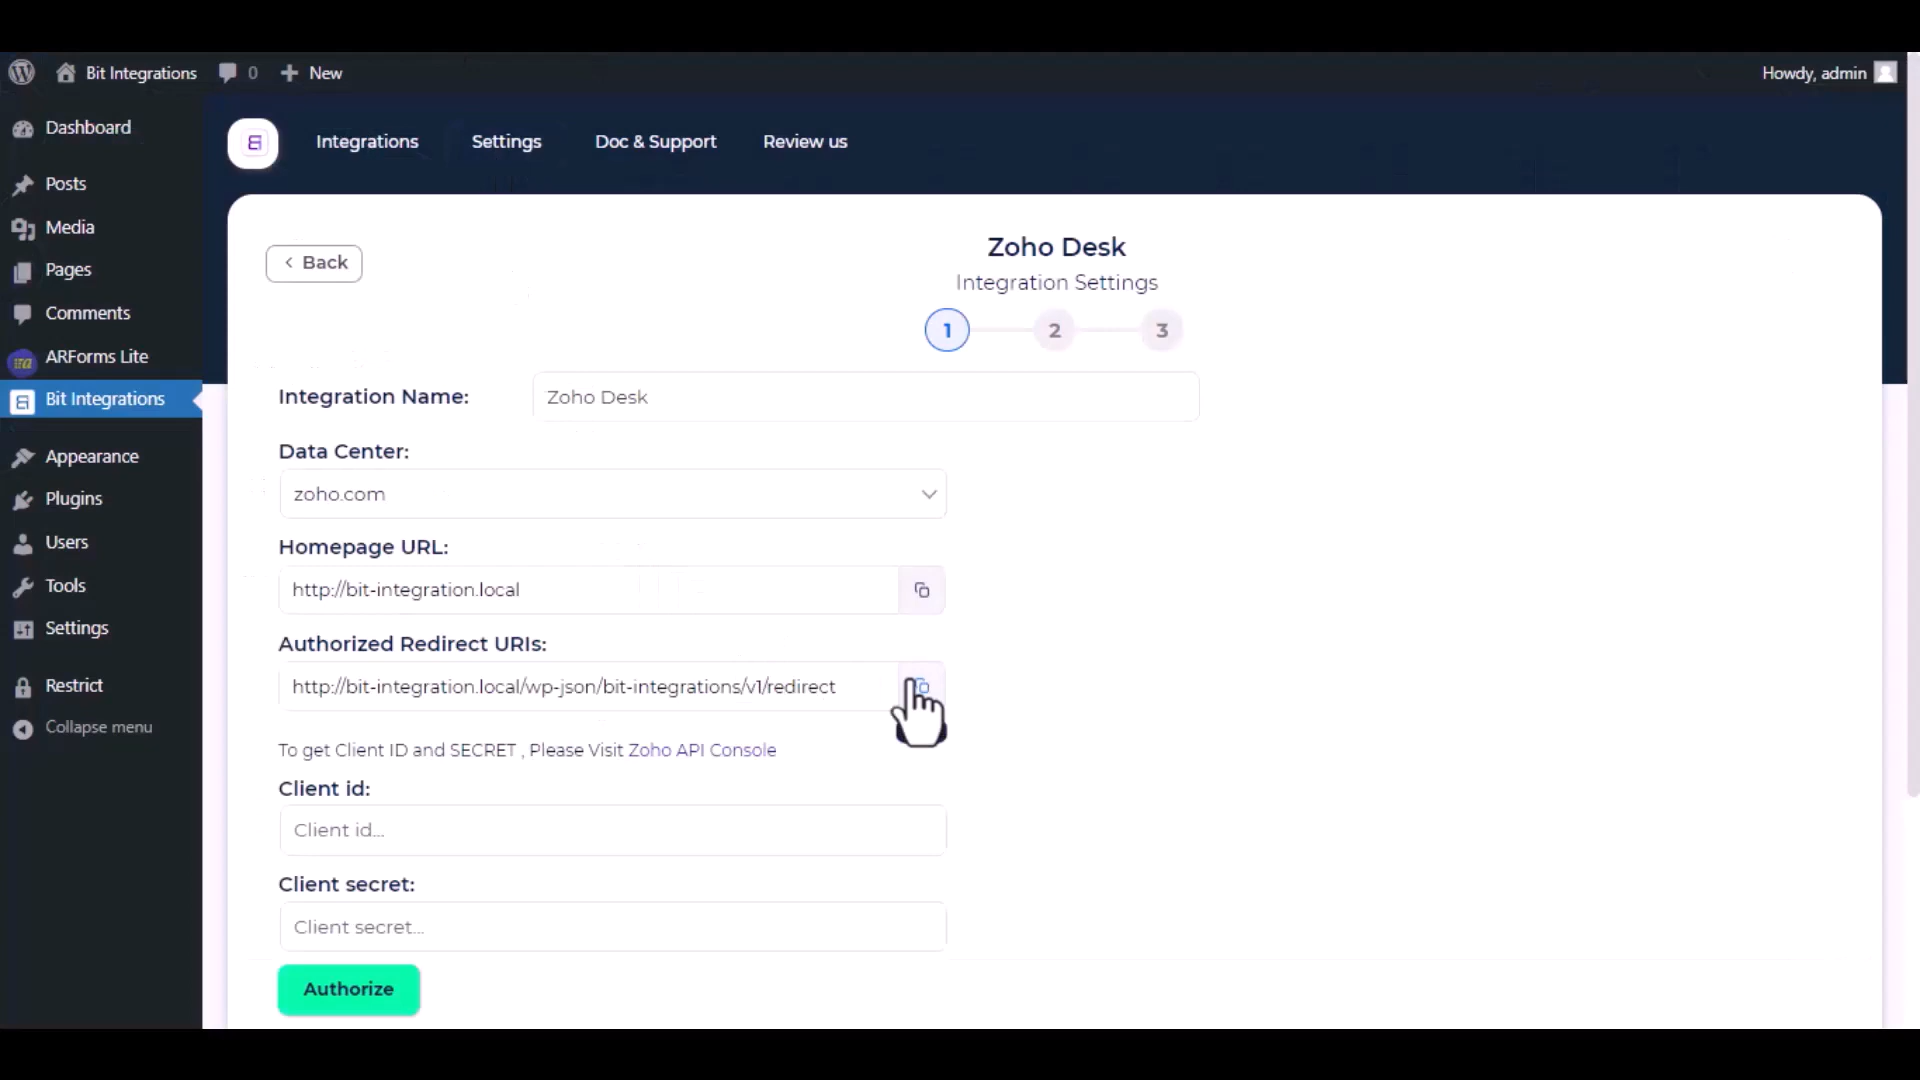 Bit Integrations 0 New Howdy, admin
Dashboard
Posts
Media
Pages
Comments
ARForms Lite
Bit Integrations
Appearance
Plugins
Users
Tools
Settings
Restrict
Collapse menu
Integrations Settings Doc & Support Review us
Back
Zoho Desk
Integration Settings
1 2 3
Integration Name: Zoho Desk
Data Center:
zoho.com
Homepage URL:
http://bit-integration.local
Authorized Redirect URIs:
http://bit-integration.local/wp-json/bit-integrations/v1/redirect
To get Client ID and SECRET , Please Visit Zoho API Console
Client id:
Client id...
Client secret:
Client secret...
Authorize